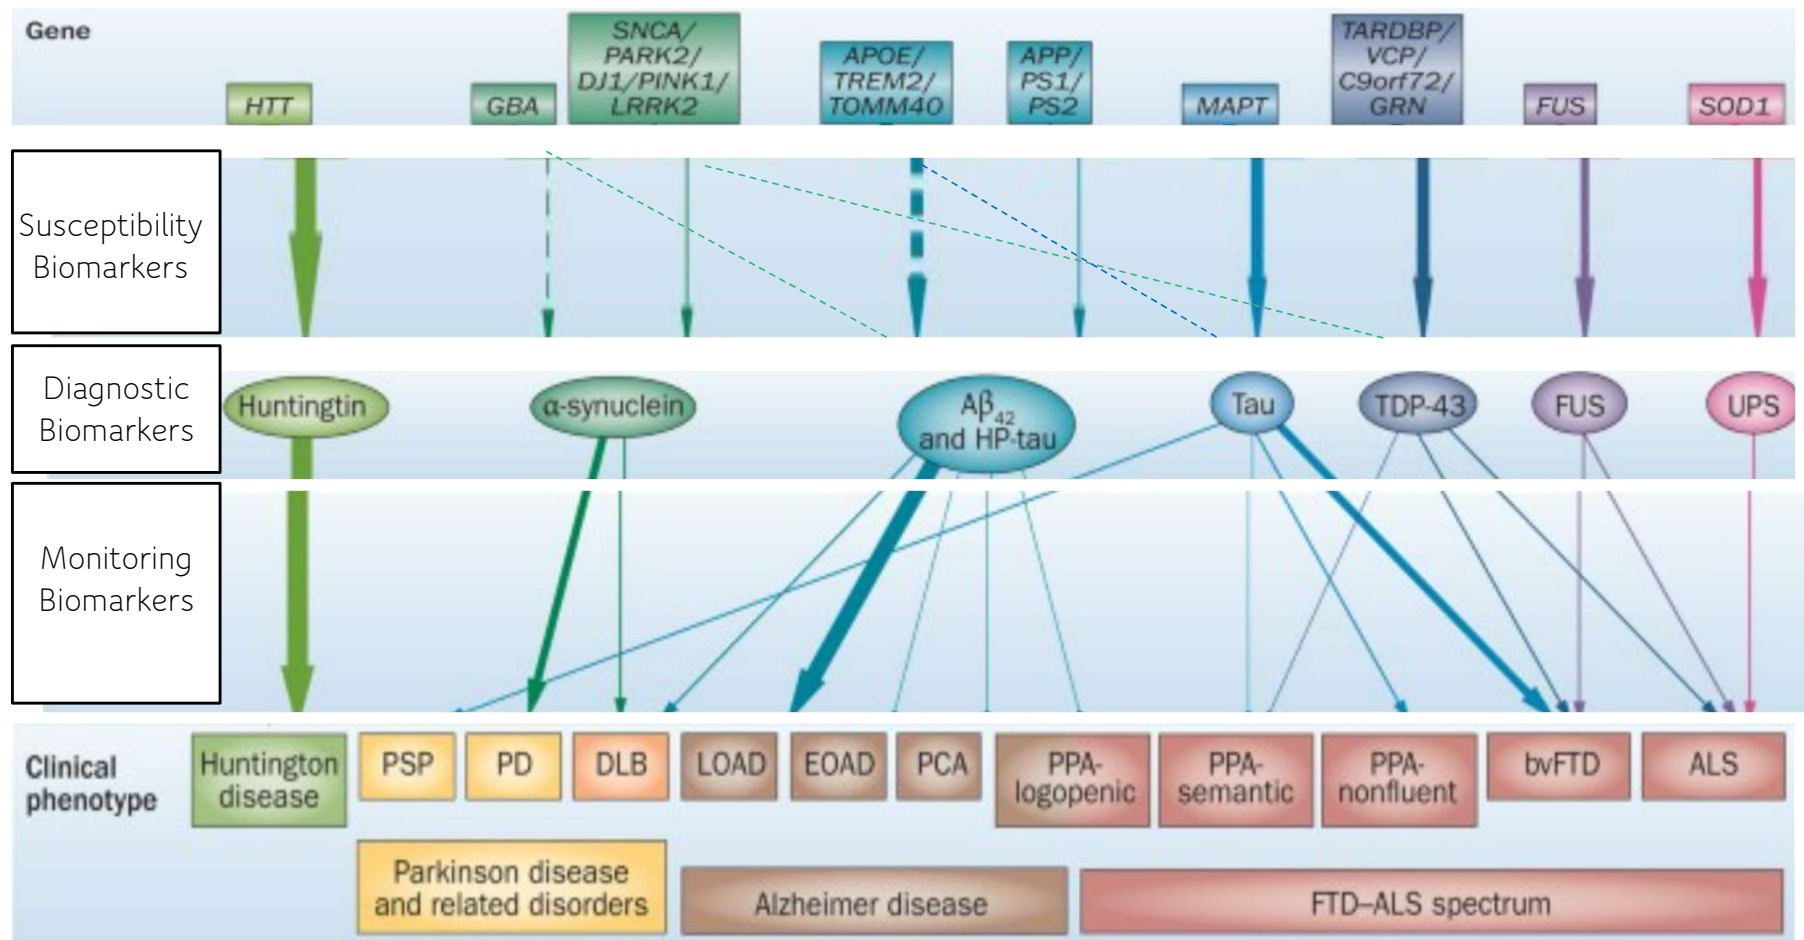 Gene
HTT
GBA
SNCA/
PARK2/
DJ1/PINK1/
LRRK2
APOE/
TREM2/
TOMM40
APP/
PS1/
PS2
MAPT
TARDBP/
VCP/
C9orf72/
GRN
FUS
SOD1
Susceptibility
Biomarkers
Diagnostic
Biomarkers
Huntingtin
α-synuclein
Aβ42
and HP-tau
Tau
TDP-43
FUS
UPS
Monitoring
Biomarkers
Clinical
phenotype
Huntington
disease
PSP
PD
DLB
LOAD
EOAD
PCA
PPA-
logopenic
PPA-
semantic
PPA-
nonfluent
bvFTD
ALS
Parkinson disease
and related disorders
Alzheimer disease
FTD–ALS spectrum